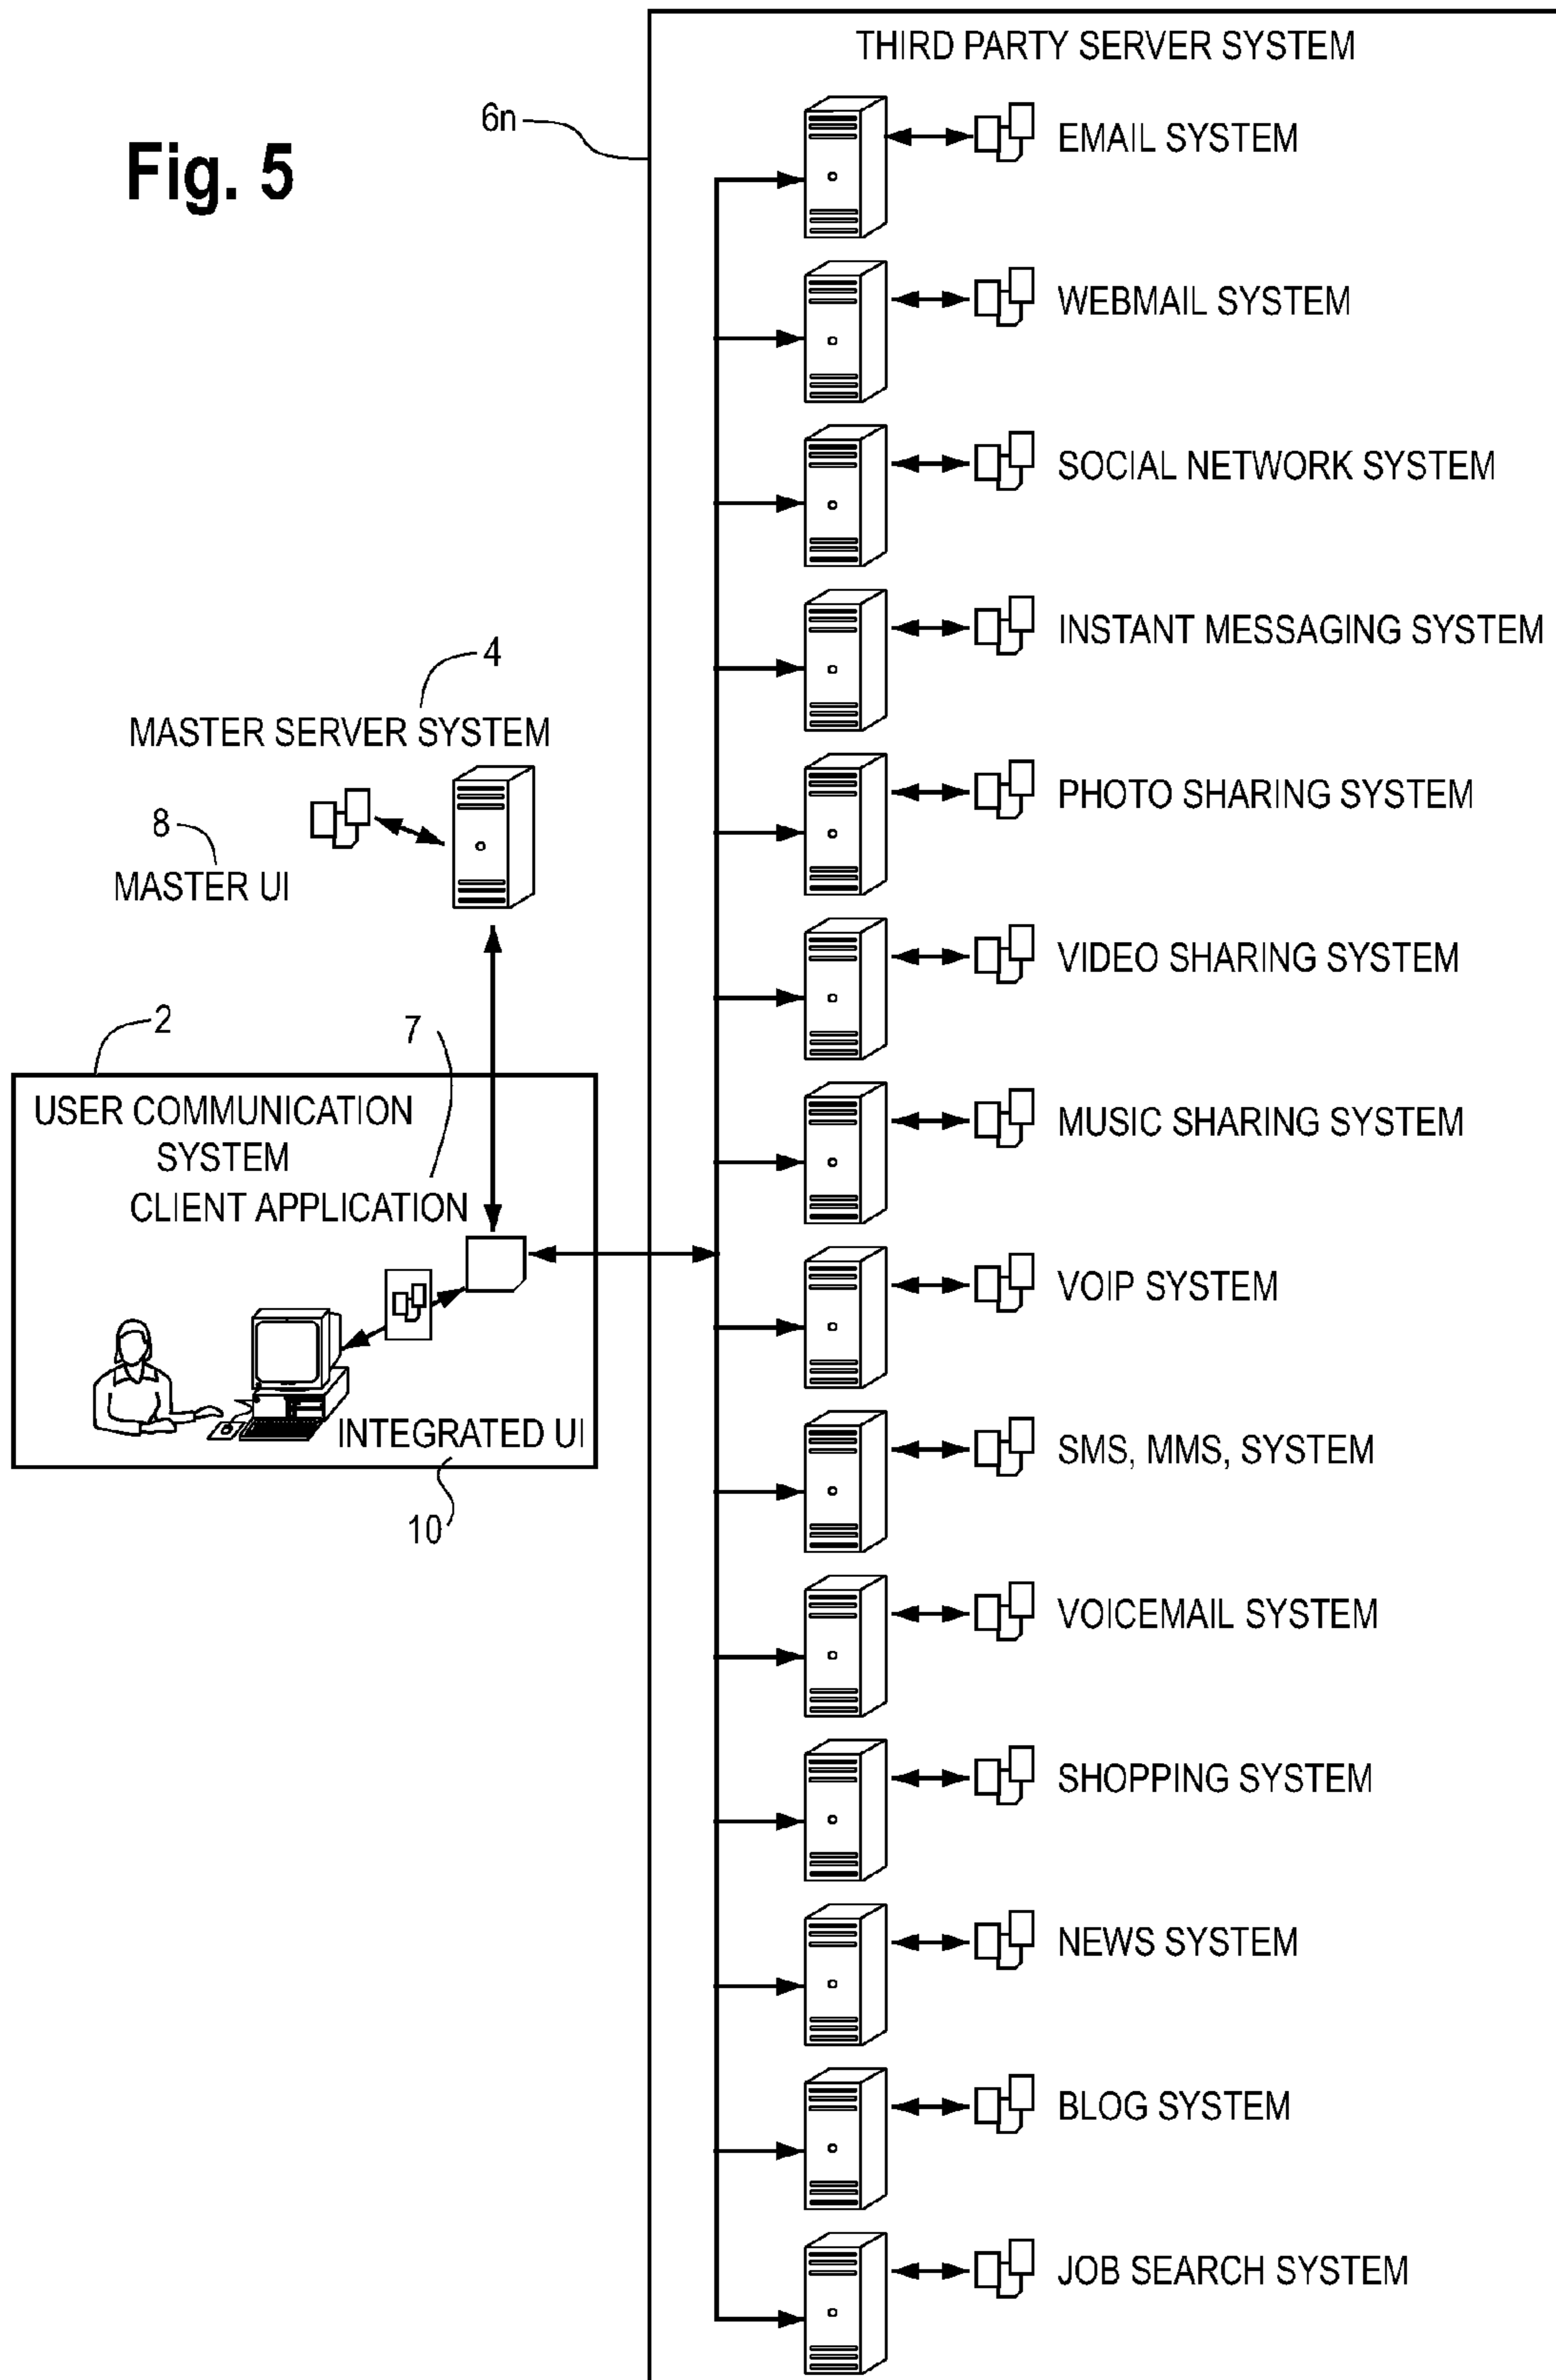 Fig. 5
6n
THIRD PARTY SERVER SYSTEM
EMAIL SYSTEM
WEBMAIL SYSTEM
SOCIAL NETWORK SYSTEM
INSTANT MESSAGING SYSTEM
PHOTO SHARING SYSTEM
VIDEO SHARING SYSTEM
MUSIC SHARING SYSTEM
VOIP SYSTEM
SMS, MMS, SYSTEM
VOICEMAIL SYSTEM
SHOPPING SYSTEM
NEWS SYSTEM
BLOG SYSTEM
JOB SEARCH SYSTEM
4
MASTER SERVER SYSTEM
8
MASTER UI
2
7
USER COMMUNICATION
SYSTEM
CLIENT APPLICATION
INTEGRATED UI
10